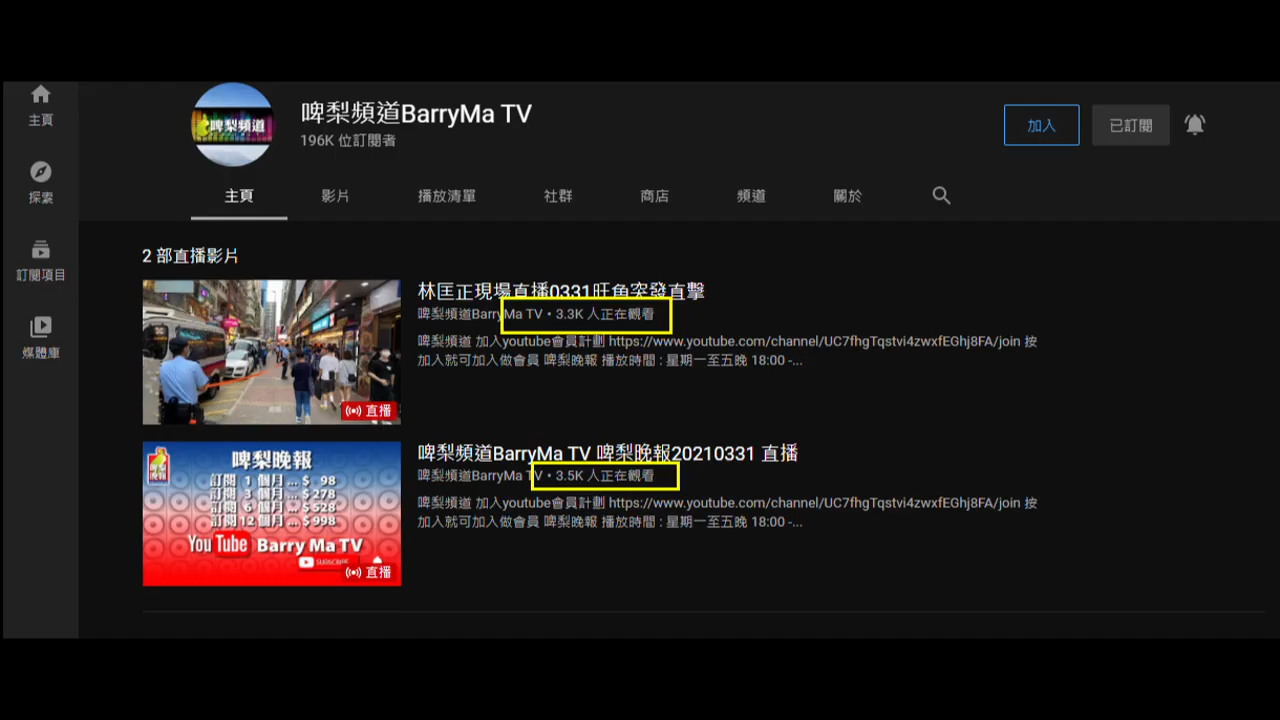 主頁
探索
訂閱項目
媒體庫
啤梨頻道
啤梨頻道BarryMa TV
196K 位訂閱者
加入
已訂閱
主頁 影片 播放清單 社群 商店 頻道 關於
2 部直播影片
林匡正現場直播0331旺角突發直擊
啤梨頻道BarryMa TV • 3.3K 人正在觀看
啤梨頻道 加入youtube會員計劃 https://www.youtube.com/channel/UC7fhgTqstvi4zwxfEGhj8FA/join 按
加入就可加入做會員 啤梨晚報 播放時間 : 星期一至五晚 18:00 -...
直播
啤梨頻道BarryMa TV 啤梨晚報20210331 直播
啤梨頻道BarryMa TV • 3.5K 人正在觀看
啤梨頻道 加入youtube會員計劃 https://www.youtube.com/channel/UC7fhgTqstvi4zwxfEGhj8FA/join 按
加入就可加入做會員 啤梨晚報 播放時間 : 星期一至五晚 18:00 -...
啤梨晚報
啤梨晚報
訂閱 1 個月 ... $ 98
訂閱 3 個月 ... $ 278
訂閱 6 個月 ... $ 528
訂閱 12 個月 ... $ 998
YouTube Barry Ma TV
SUBSCRIBE
直播